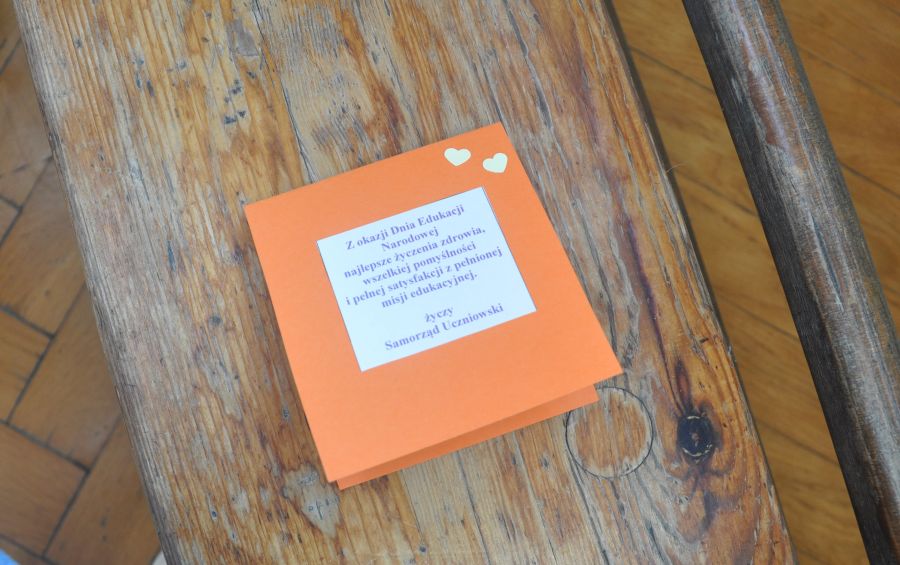 Z okazji Dnia Edukacji
Narodowej
najlepsze życzenia zdrowia,
wszelkiej pomyślności
i pełnej satysfakcji z pełnionej
misji edukacyjnej.
życzy
Samorząd Uczniowski